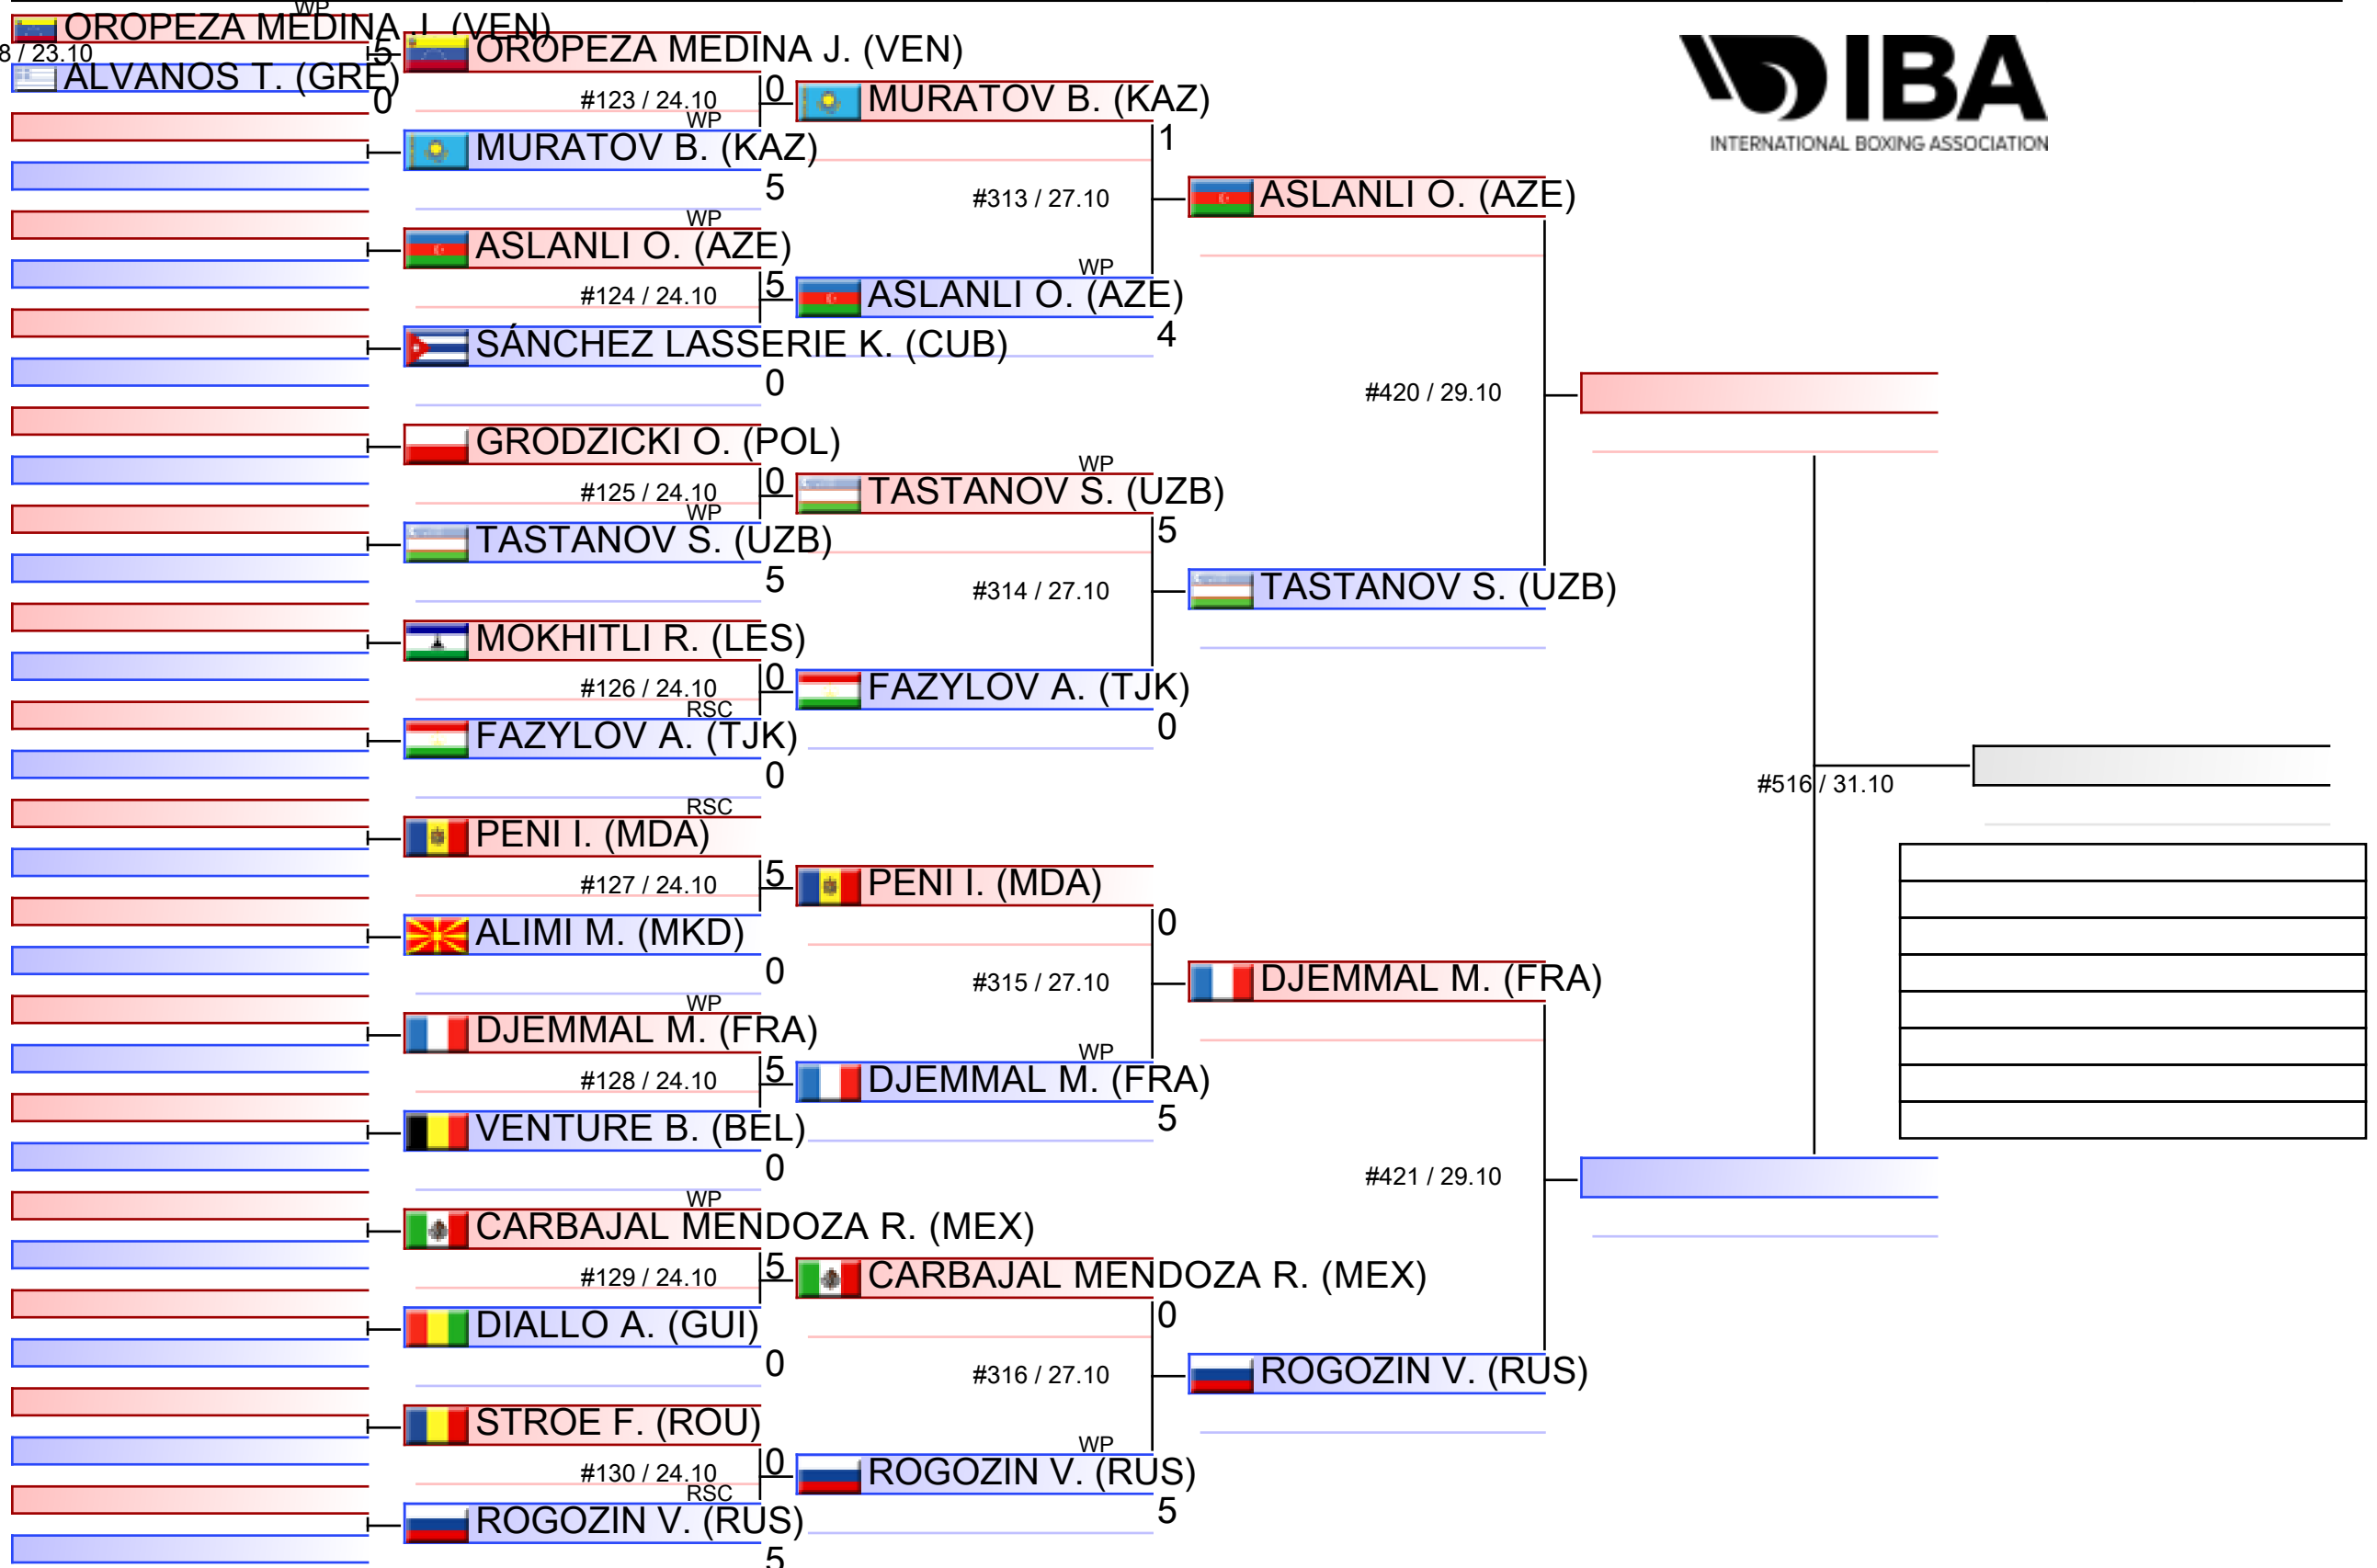 WP
OROPEZA MEDINA J. (VEN)
8 / 23.10
5
ALVANOS T. (GRE)
0
OROPEZA MEDINA J. (VEN)
#123 / 24.10
0
WP
MURATOV B. (KAZ)
5
WP
ASLANLI O. (AZE)
#124 / 24.10
5
SÁNCHEZ LASSERIE K. (CUB)
0
GRODZICKI O. (POL)
#125 / 24.10
0
WP
TASTANOV S. (UZB)
5
MOKHITLI R. (LES)
#126 / 24.10
0
RSC
FAZYLOV A. (TJK)
0
RSC
PENI I. (MDA)
#127 / 24.10
5
ALIMI M. (MKD)
0
WP
DJEMMAL M. (FRA)
#128 / 24.10
5
VENTURE B. (BEL)
0
WP
CARBAJAL MENDOZA R. (MEX)
#129 / 24.10
5
DIALLO A. (GUI)
0
STROE F. (ROU)
#130 / 24.10
0
RSC
ROGOZIN V. (RUS)
5
MURATOV B. (KAZ)
1
#313 / 27.10
WP
ASLANLI O. (AZE)
4
WP
TASTANOV S. (UZB)
5
#314 / 27.10
FAZYLOV A. (TJK)
0
PENI I. (MDA)
0
#315 / 27.10
WP
DJEMMAL M. (FRA)
5
CARBAJAL MENDOZA R. (MEX)
0
#316 / 27.10
WP
ROGOZIN V. (RUS)
5
ASLANLI O. (AZE)
#420 / 29.10
TASTANOV S. (UZB)
DJEMMAL M. (FRA)
#421 / 29.10
ROGOZIN V. (RUS)
#516 / 31.10
IBA
INTERNATIONAL BOXING ASSOCIATION